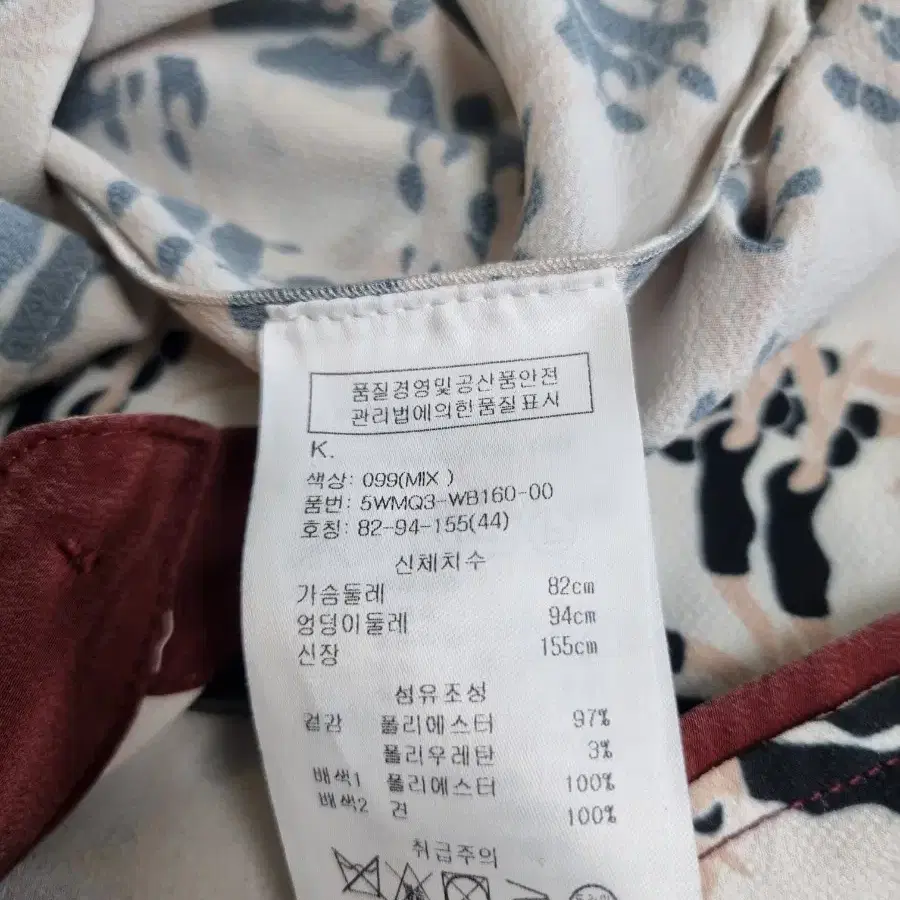 품질경영및공산품안전
관리법에의한품질표시
K.
색상: 099(MIX )
품번: 5WMQ3-WB160-00
호칭: 82-94-155(44)
신체치수
가슴둘레 82cm
엉덩이둘레 94cm
신장 155cm
섬유조성
겉감 폴리에스터 97%
폴리우레탄 3%
배색1 폴리에스터 100%
배색2 견 100%
취급주의